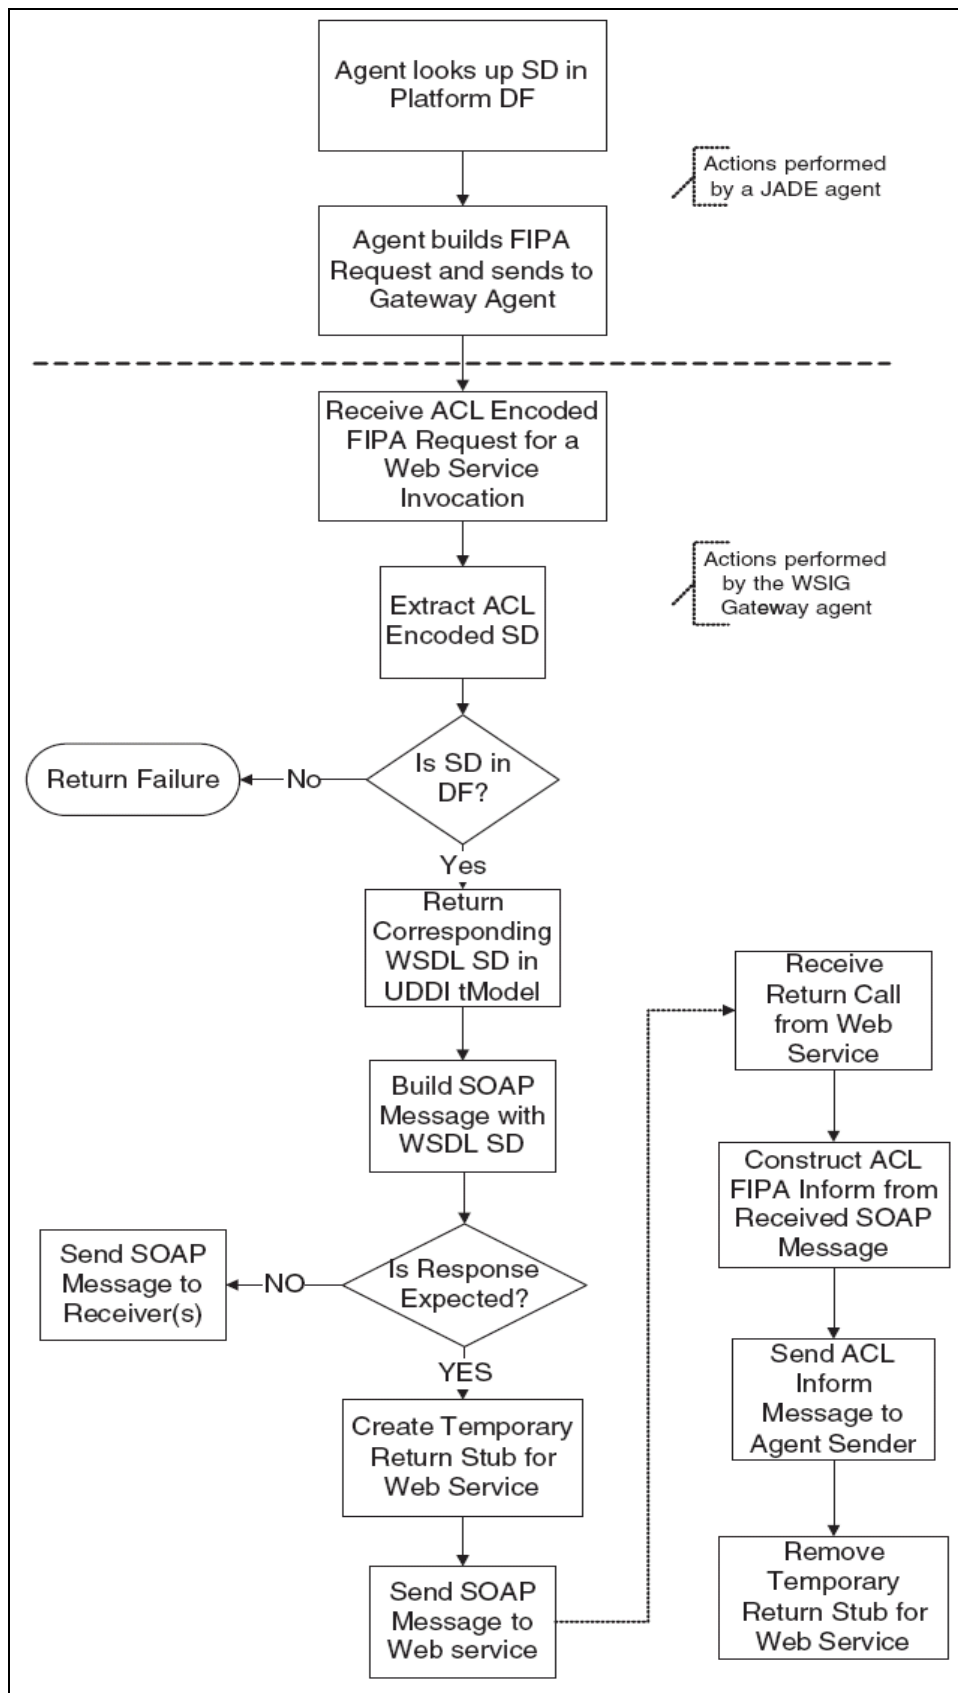 Agent looks up SD in
Platform DF
Actions performed
by a JADE agent
Agent builds FIPA
Request and sends to
Gateway Agent
Receive ACL Encoded
FIPA Request for a
Web Service
Invocation
Actions performed
by the WSIG
Gateway agent
Extract ACL
Encoded SD
Is SD in
DF?
No
Return Failure
Yes
Return
Corresponding
WSDL SD in
UDDI tModel
Build SOAP
Message with
WSDL SD
Is Response
Expected?
NO
Send SOAP
Message to
Receiver(s)
YES
Create Temporary
Return Stub for
Web Service
Send SOAP
Message to
Web service
Receive
Return Call
from Web
Service
Construct ACL
FIPA Inform from
Received SOAP
Message
Send ACL
Inform
Message to
Agent Sender
Remove
Temporary
Return Stub for
Web Service